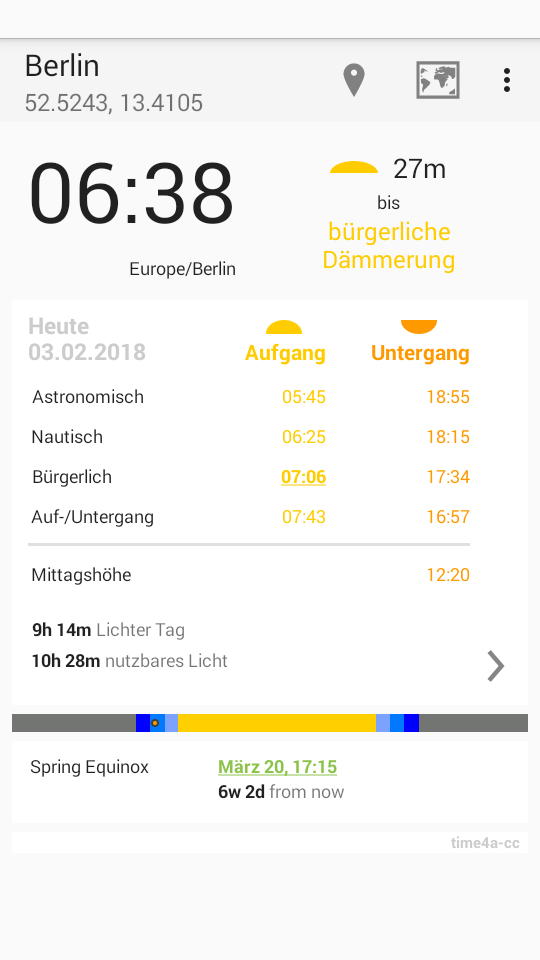 Berlin
52.5243, 13.4105
06:38
Europe/Berlin
27m
bis
bürgerliche
Dämmerung
Heute
03.02.2018
Aufgang Untergang
Astronomisch 05:45 18:55
Nautisch 06:25 18:15
Bürgerlich 07:06 17:34
Auf-/Untergang 07:43 16:57
Mittagshöhe 12:20
9h 14m Lichter Tag
10h 28m nutzbares Licht
Spring Equinox März 20, 17:15
6w 2d from now
time4a-cc